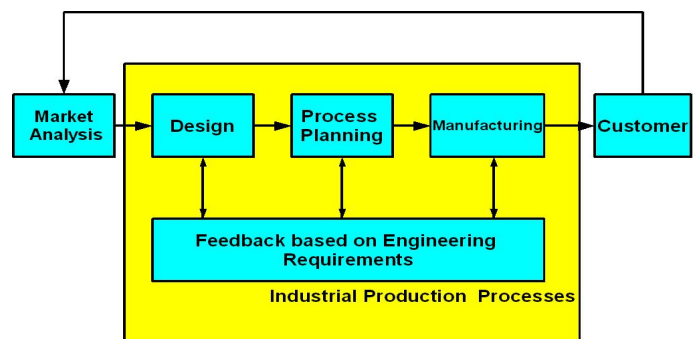 Market
Analysis
Design
Process
Planning
Manufacturing
Customer
Feedback based on Engineering
Requirements
Industrial Production Processes